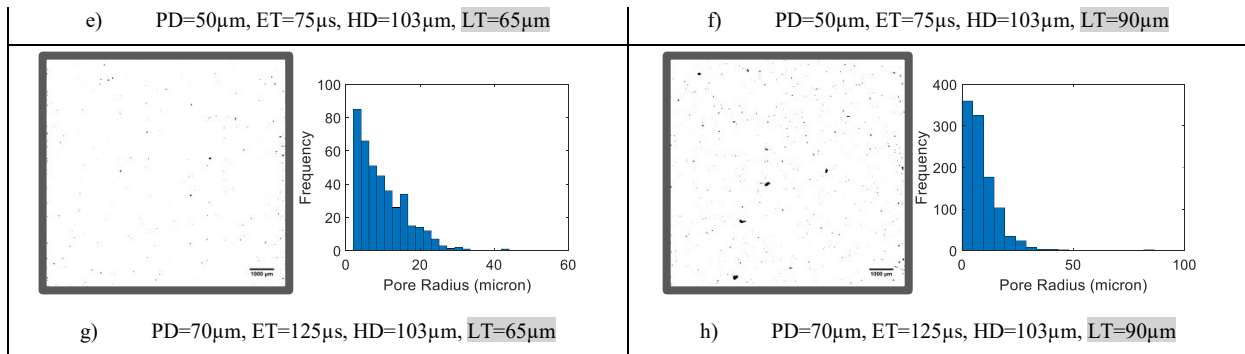 e) PD=50µm, ET=75µs, HD=103µm, LT=65µm
f) PD=50µm, ET=75µs, HD=103µm, LT=90µm
1000 µm
100
80
60
40
20
0
Frequency
0 20 40 60
Pore Radius (micron)
1000 µm
400
300
200
100
0
Frequency
0 50 100
Pore Radius (micron)
g) PD=70µm, ET=125µs, HD=103µm, LT=65µm
h) PD=70µm, ET=125µs, HD=103µm, LT=90µm